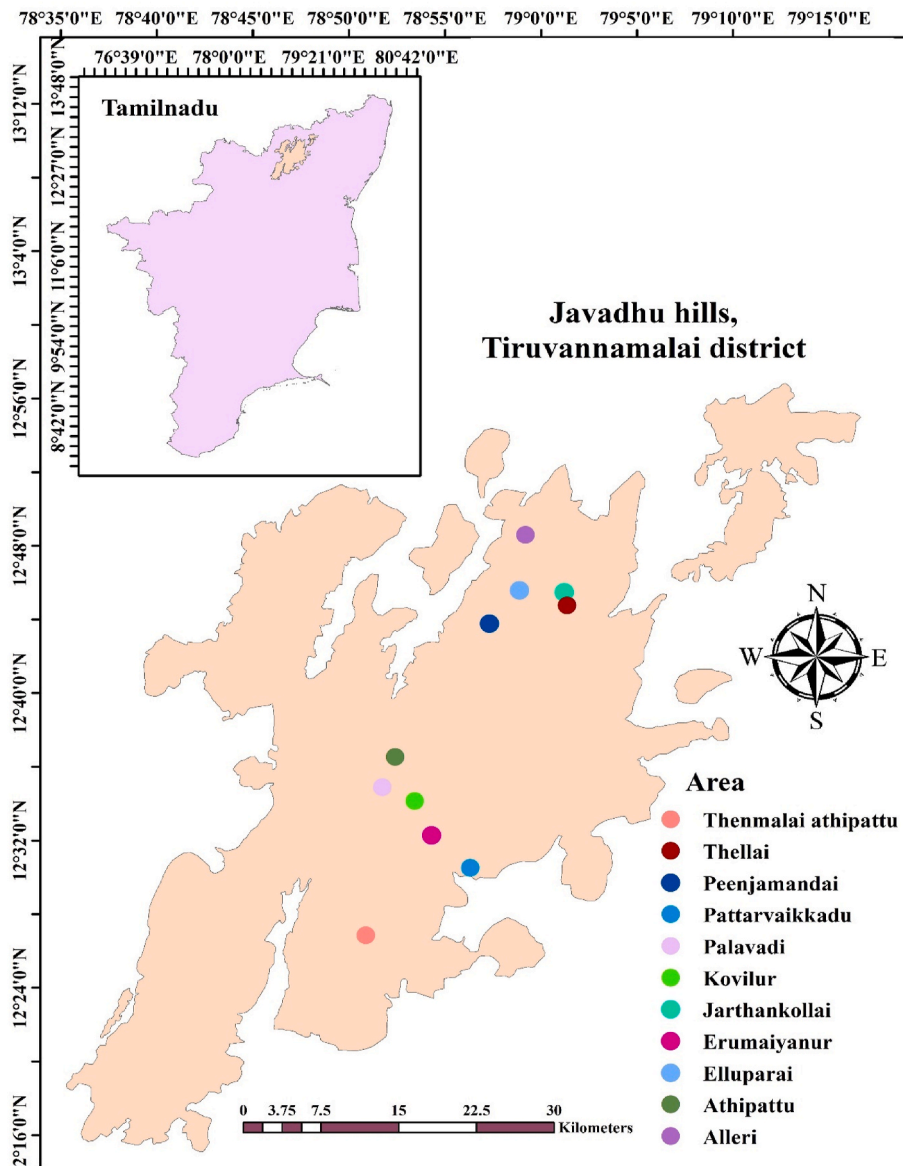 78°35'0"E 78°40'0"E 78°45'0"E 78°50'0"E 78°55'0"E 79°0'0"E 79°5'0"E 79°10'0"E 79°15'0"E
76°39'0"E 78°0'0"E 79°21'0"E 80°42'0"E
13°48'0"N
12°27'0"N
11°6'0"N
9°54'0"N
8°42'0"N
Tamilnadu
13°12'0"N
13°4'0"N
12°56'0"N
12°48'0"N
12°40'0"N
12°32'0"N
12°24'0"N
2°16'0"N
Javadhu hills,
Tiruvannamalai district
N
W E
S
Area
Thenmalai athipattu
Thellai
Peenjamandai
Pattarvaikkadu
Palavadi
Kovilur
Jarthankollai
Erumaiyanur
Elluparai
Athipattu
Alleri
0 3.75 7.5 15 22.5 30
Kilometers